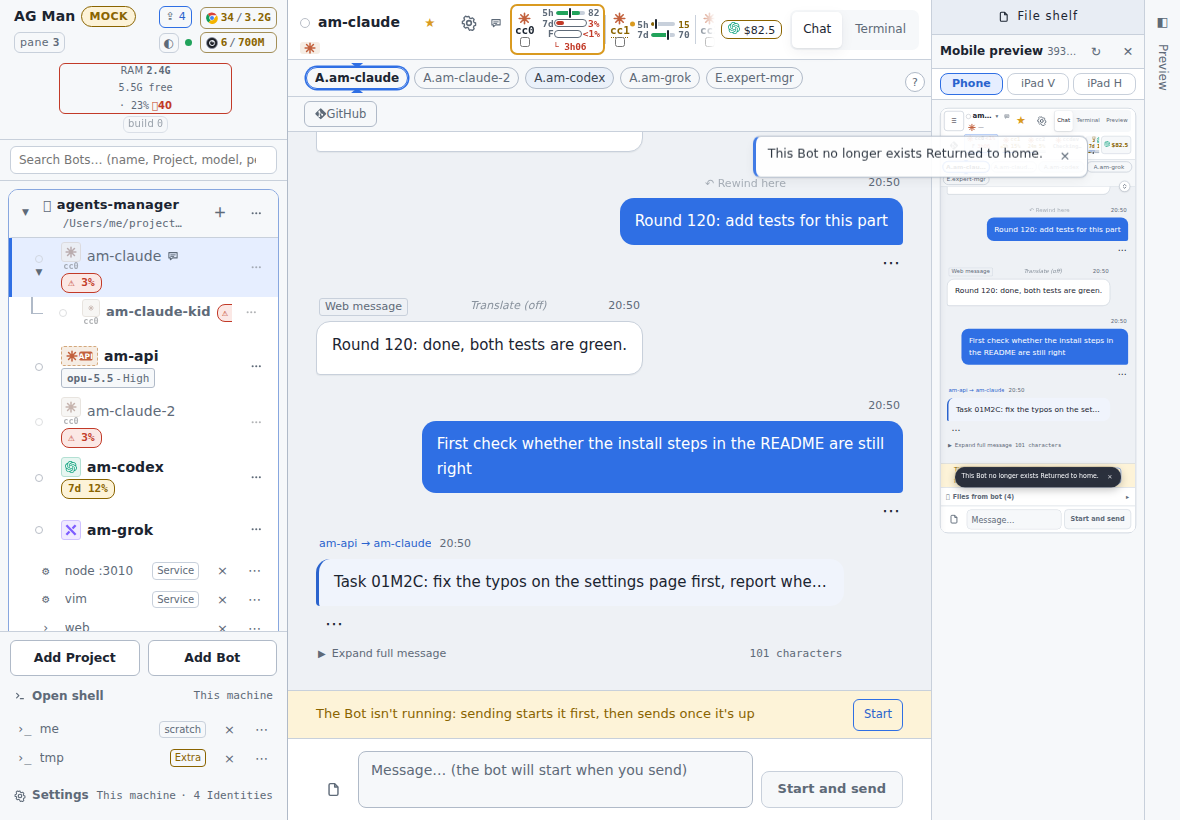 AG Man MOCK
4
34 / 3.2G
pane 3
6 / 700M
RAM 2.4G
5.5G free
· 23% 40
build 0
Search Bots… (name, Project, model, pe
agents-manager
/Users/me/project…
am-claude
cc0
⚠ 3%
am-claude-kid
cc0
am-api
opu-5.5 - High
am-claude-2
cc0
⚠ 3%
am-codex
7d 12%
am-grok
node :3010 Service
vim Service
web
Add Project
Add Bot
Open shell This machine
me scratch
tmp Extra
Settings This machine · 4 Identities
am-claude
cc0
5h 82
7d 3%
F <1%
3h06
cc1
5h 15
7d 70
cc
$82.5
Chat
Terminal
A.am-claude
A.am-claude-2
A.am-codex
A.am-grok
E.expert-mgr
?
GitHub
This Bot no longer exists Returned to home. ×
↶ Rewind here 20:50
Round 120: add tests for this part
…
Web message Translate (off) 20:50
Round 120: done, both tests are green.
20:50
First check whether the install steps in the README are still
right
…
am-api → am-claude 20:50
Task 01M2C: fix the typos on the settings page first, report whe…
…
▶ Expand full message 101 characters
The Bot isn't running: sending starts it first, then sends once it's up
Start
Message… (the bot will start when you send)
Start and send
File shelf
Mobile preview 393…
Phone
iPad V
iPad H
am…
Chat
Terminal
Preview
$82.5
A.am-grok
E.expert-mgr
↶ Rewind here 20:50
Round 120: add tests for this part
…
Web message Translate (off) 20:50
Round 120: done, both tests are green.
20:50
First check whether the install steps in
the README are still right
…
am-api → am-claude 20:50
Task 01M2C: fix the typos on the set…
…
▶ Expand full message 101 characters
This Bot no longer exists Returned to home. ×
Files from bot (4)
Message…
Start and send
Preview